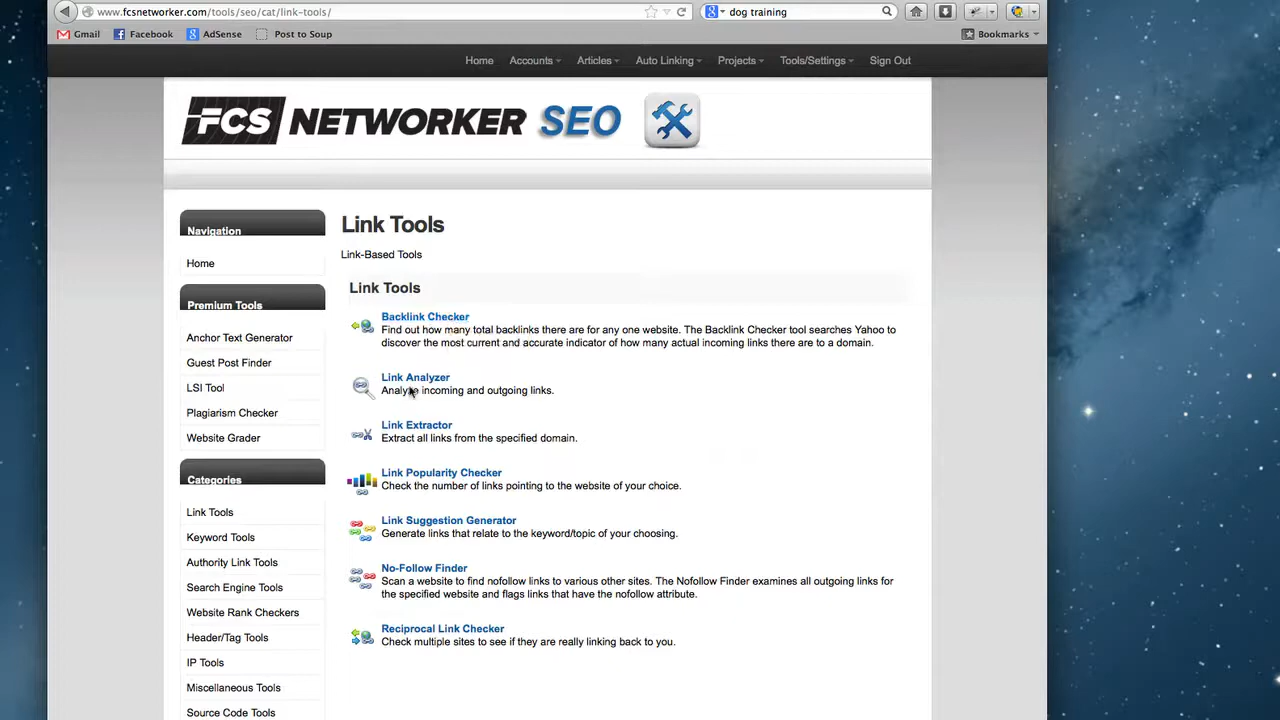 www.fcsnetworker.com/tools/seo/cat/link-tools/
dog training
Gmail
Facebook
AdSense
Post to Soup
Bookmarks
Home
Accounts
Articles
Auto Linking
Projects
Tools/Settings
Sign Out
FCS NETWORKER SEO
Navigation
Home
Premium Tools
Anchor Text Generator
Guest Post Finder
LSI Tool
Plagiarism Checker
Website Grader
Categories
Link Tools
Keyword Tools
Authority Link Tools
Search Engine Tools
Website Rank Checkers
Header/Tag Tools
IP Tools
Miscellaneous Tools
Source Code Tools
Link Tools
Link-Based Tools
Link Tools
Backlink Checker
Find out how many total backlinks there are for any one website. The Backlink Checker tool searches Yahoo to
discover the most current and accurate indicator of how many actual incoming links there are to a domain.
Link Analyzer
Analyze incoming and outgoing links.
Link Extractor
Extract all links from the specified domain.
Link Popularity Checker
Check the number of links pointing to the website of your choice.
Link Suggestion Generator
Generate links that relate to the keyword/topic of your choosing.
No-Follow Finder
Scan a website to find nofollow links to various other sites. The Nofollow Finder examines all outgoing links for
the specified website and flags links that have the nofollow attribute.
Reciprocal Link Checker
Check multiple sites to see if they are really linking back to you.